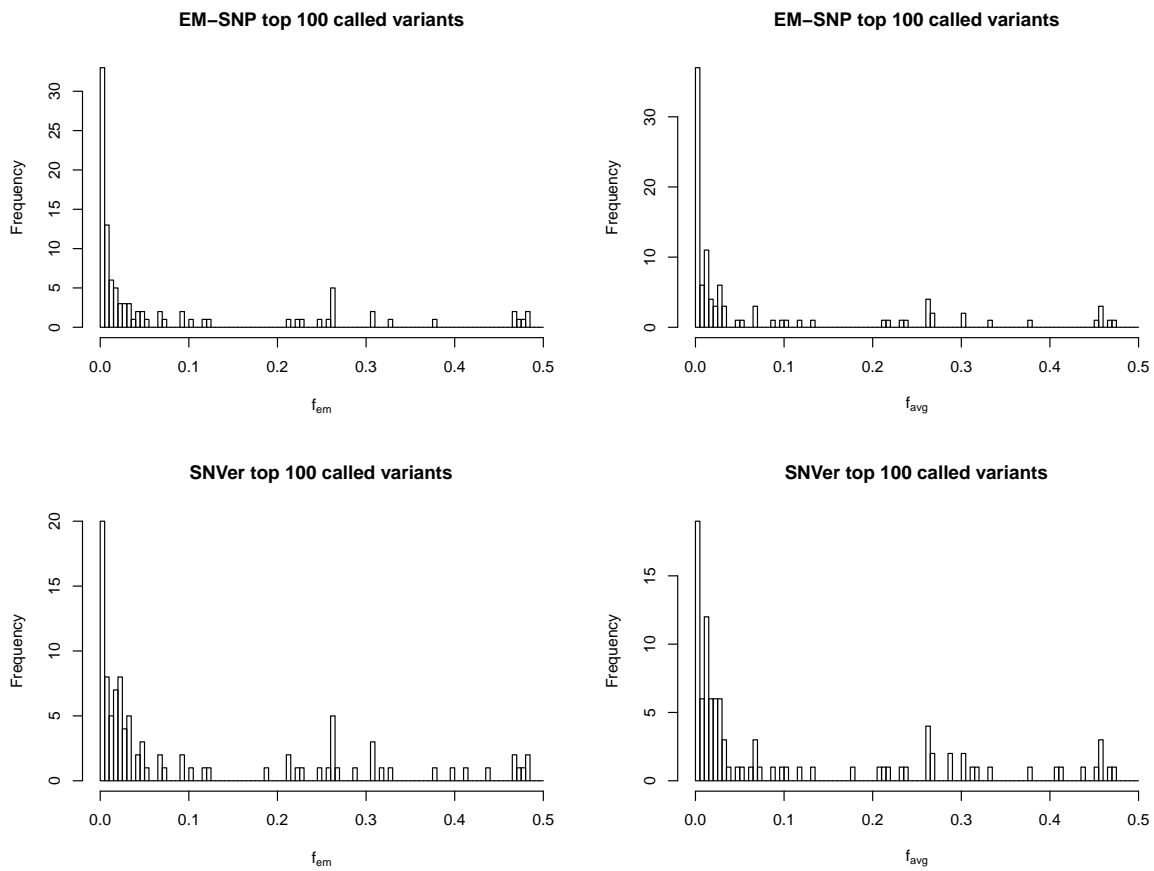 EM−SNP top 100 called variants
Frequency
0 5 10 15 20 25 30
0.0 0.1 0.2 0.3 0.4 0.5
fem
EM−SNP top 100 called variants
Frequency
0 10 20 30
0.0 0.1 0.2 0.3 0.4 0.5
favg
SNVer top 100 called variants
Frequency
0 5 10 15 20
0.0 0.1 0.2 0.3 0.4 0.5
fem
SNVer top 100 called variants
Frequency
0 5 10 15
0.0 0.1 0.2 0.3 0.4 0.5
favg